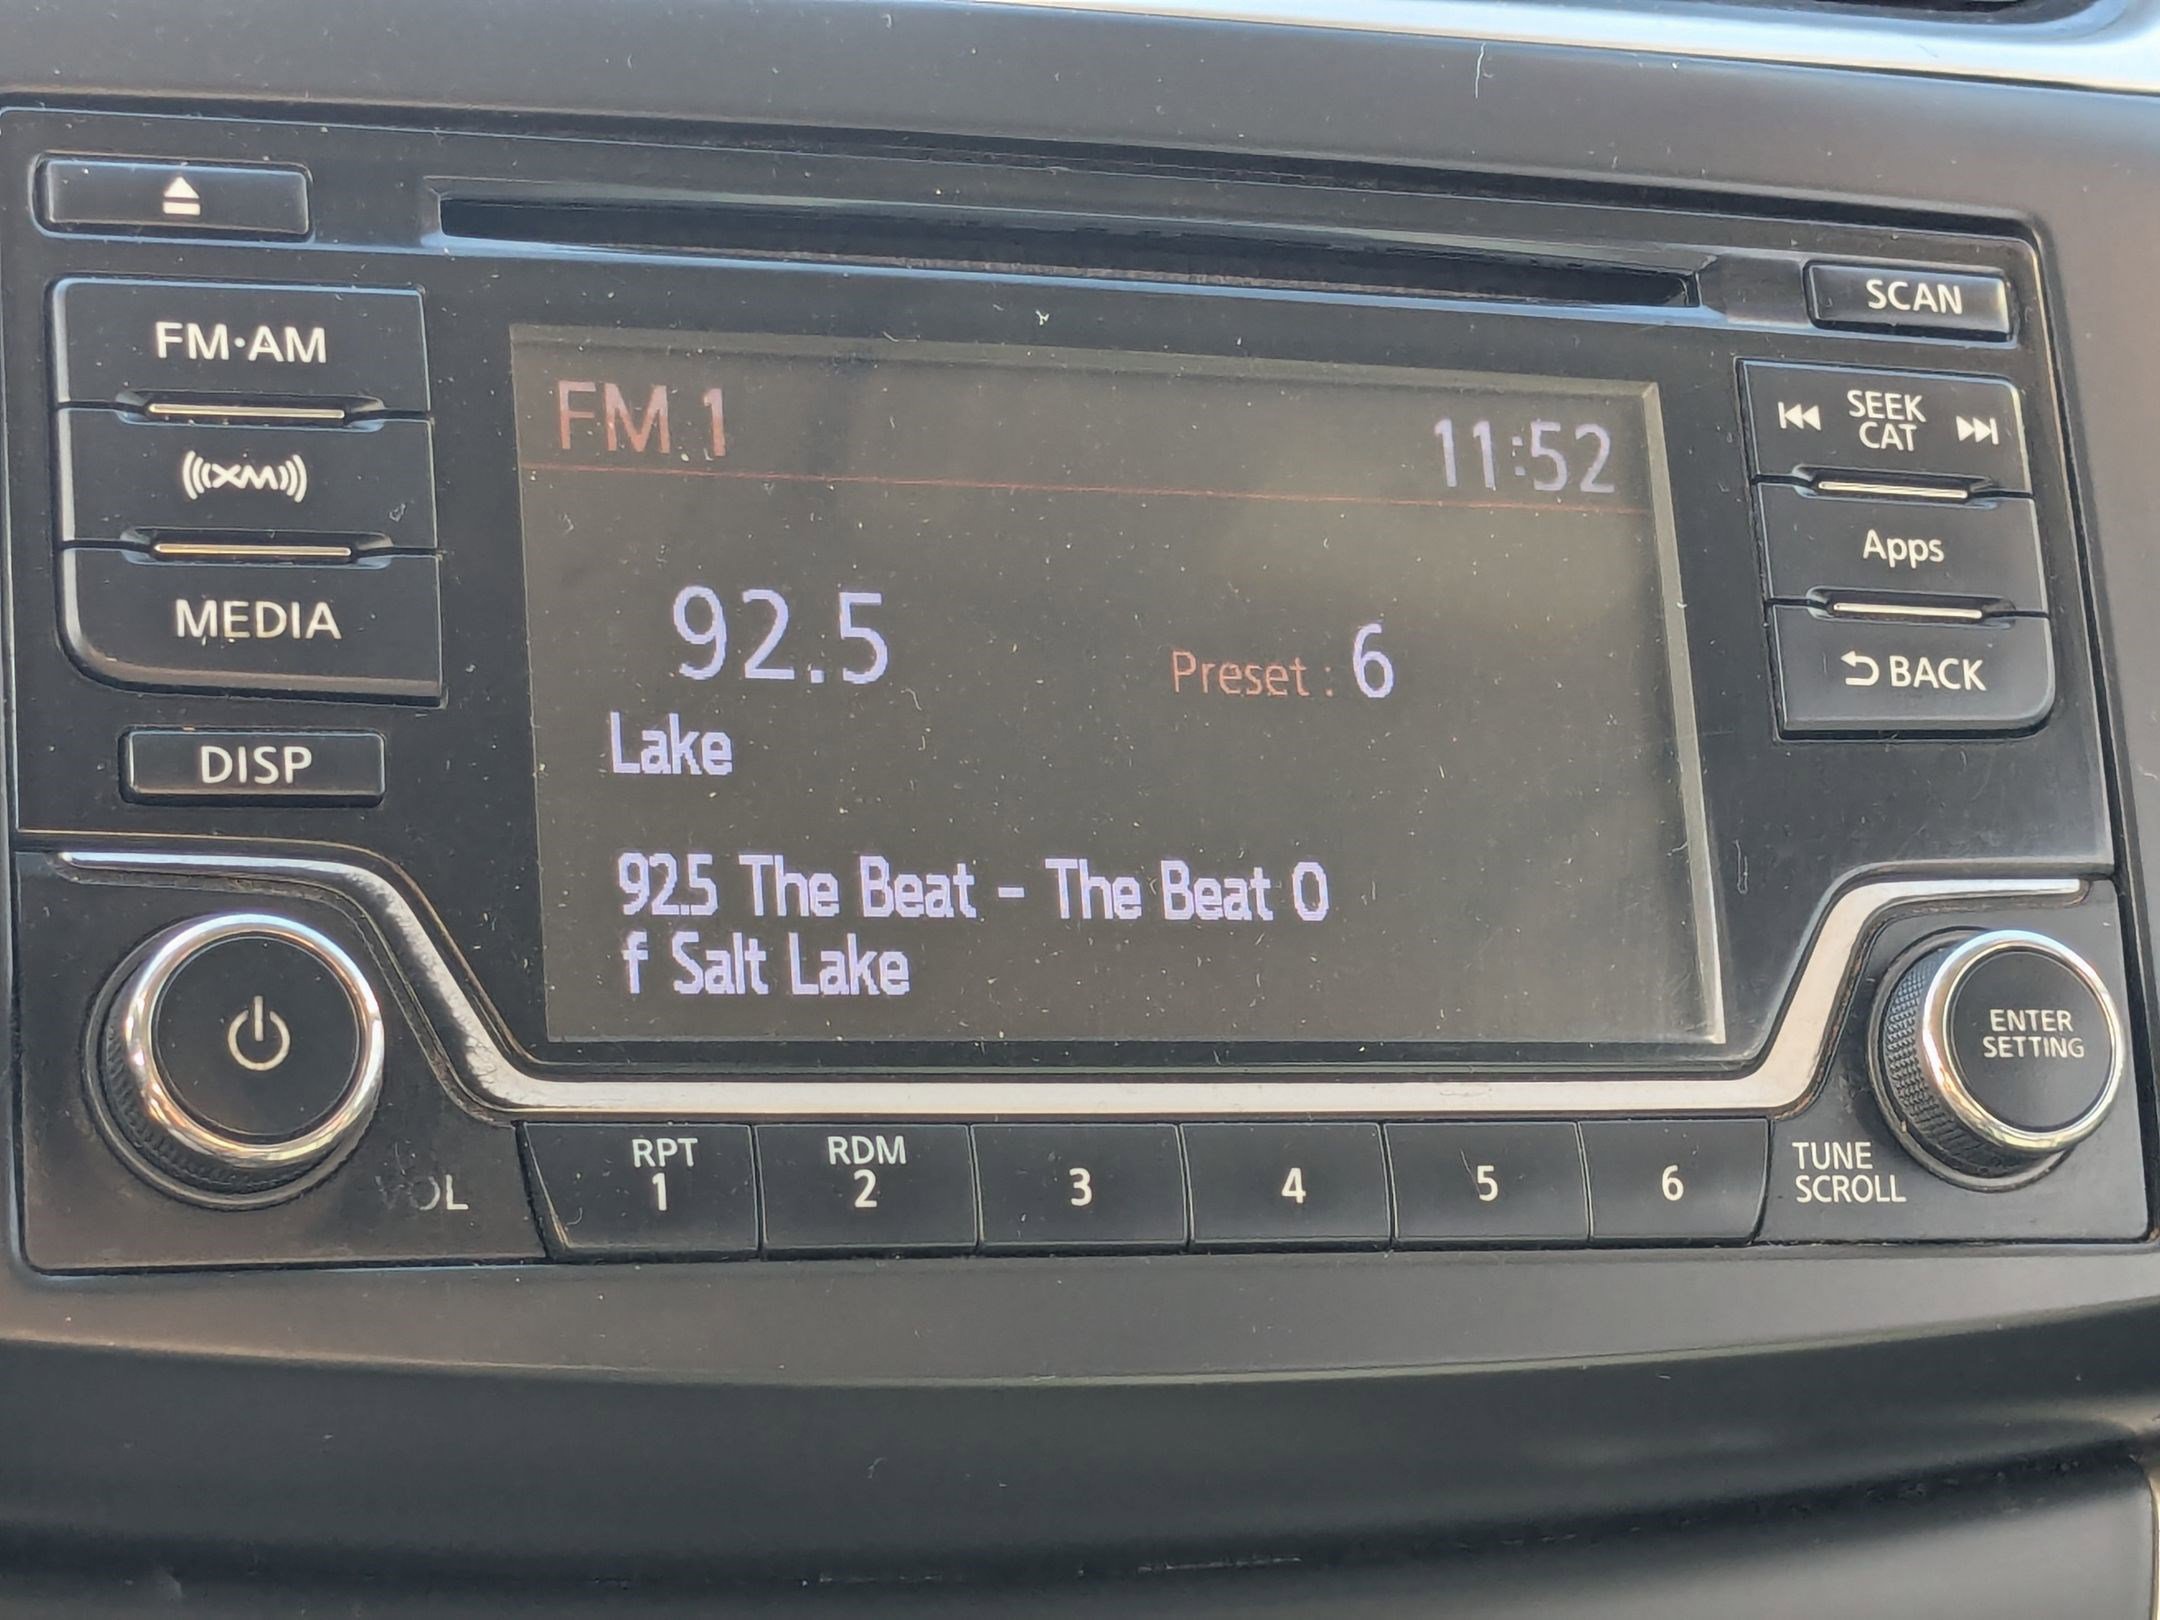 SCAN
FM·AM
XM
MEDIA
DISP
VOL
FM 1
11:52
92.5
Preset : 6
Lake
92.5 The Beat - The Beat O
f Salt Lake
SEEK
CAT
Apps
BACK
ENTER
SETTING
TUNE
SCROLL
RPT
1
RDM
2
3
4
5
6